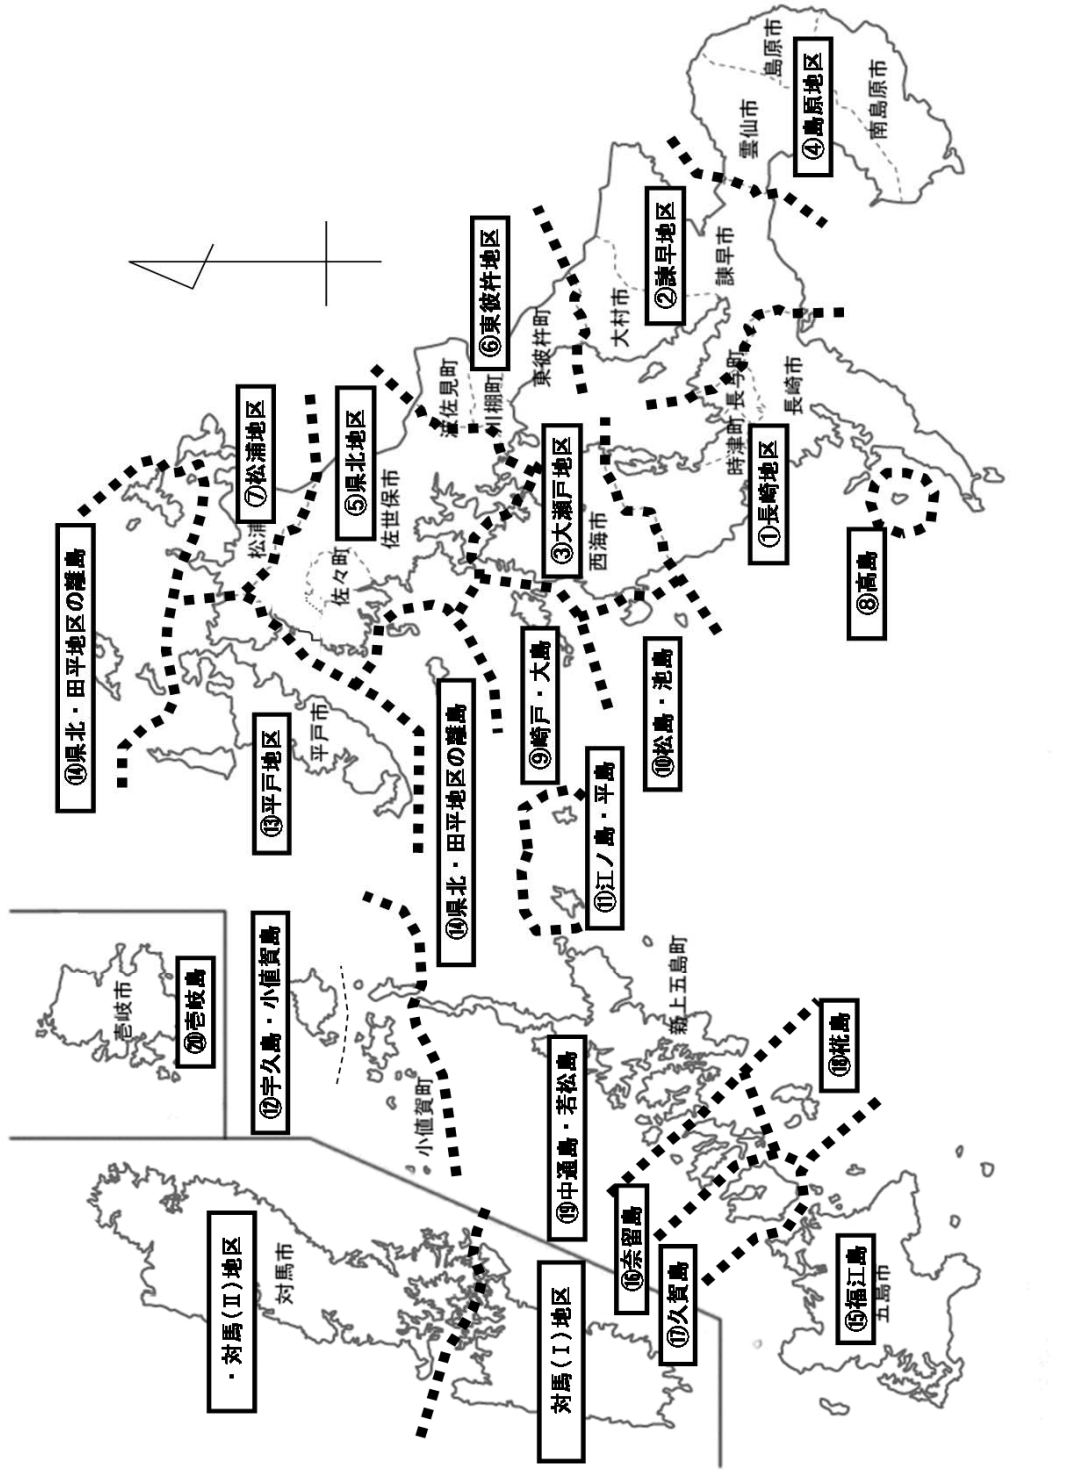 ⑭県北・田平地区の離島
⑦松浦地区
松浦
⑤県北地区
佐世保市
佐々町
⑥東彼杵地区
波佐見町
川棚町
東彼杵町
大村市
②諫早地区
諫早市
雲仙市
島原市
④島原地区
南島原市
③大瀬戸地区
西海市
時津町
長与町
長崎市
①長崎地区
⑧高島
⑨崎戸・大島
⑩松島・池島
⑬平戸地区
平戸市
⑭県北・田平地区の離島
⑪江ノ島・平島
壱岐市
⑳壱岐島
⑫宇久島・小値賀島
小値賀町
新上五島町
⑲中通島・若松島
⑱椛島
⑯奈留島
⑰久賀島
⑮福江島
五島市
・対馬(Ⅱ)地区
対馬市
対馬(Ⅰ)地区